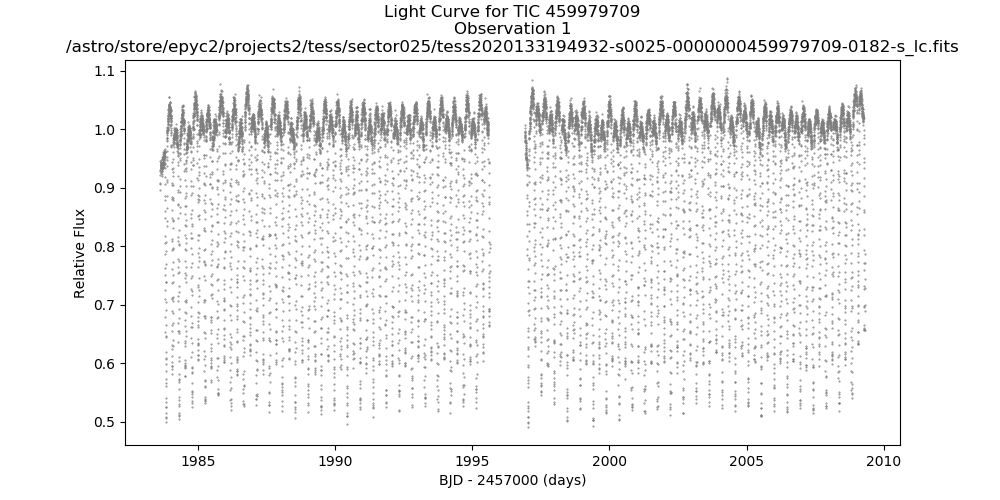 Light Curve for TIC 459979709
Observation 1
/astro/store/epyc2/projects2/tess/sector025/tess2020133194932-s0025-0000000459979709-0182-s_lc.fits
1.1
1.0
0.9
0.8
0.7
0.6
0.5
Relative Flux
1985
1990
1995
2000
2005
2010
BJD - 2457000 (days)